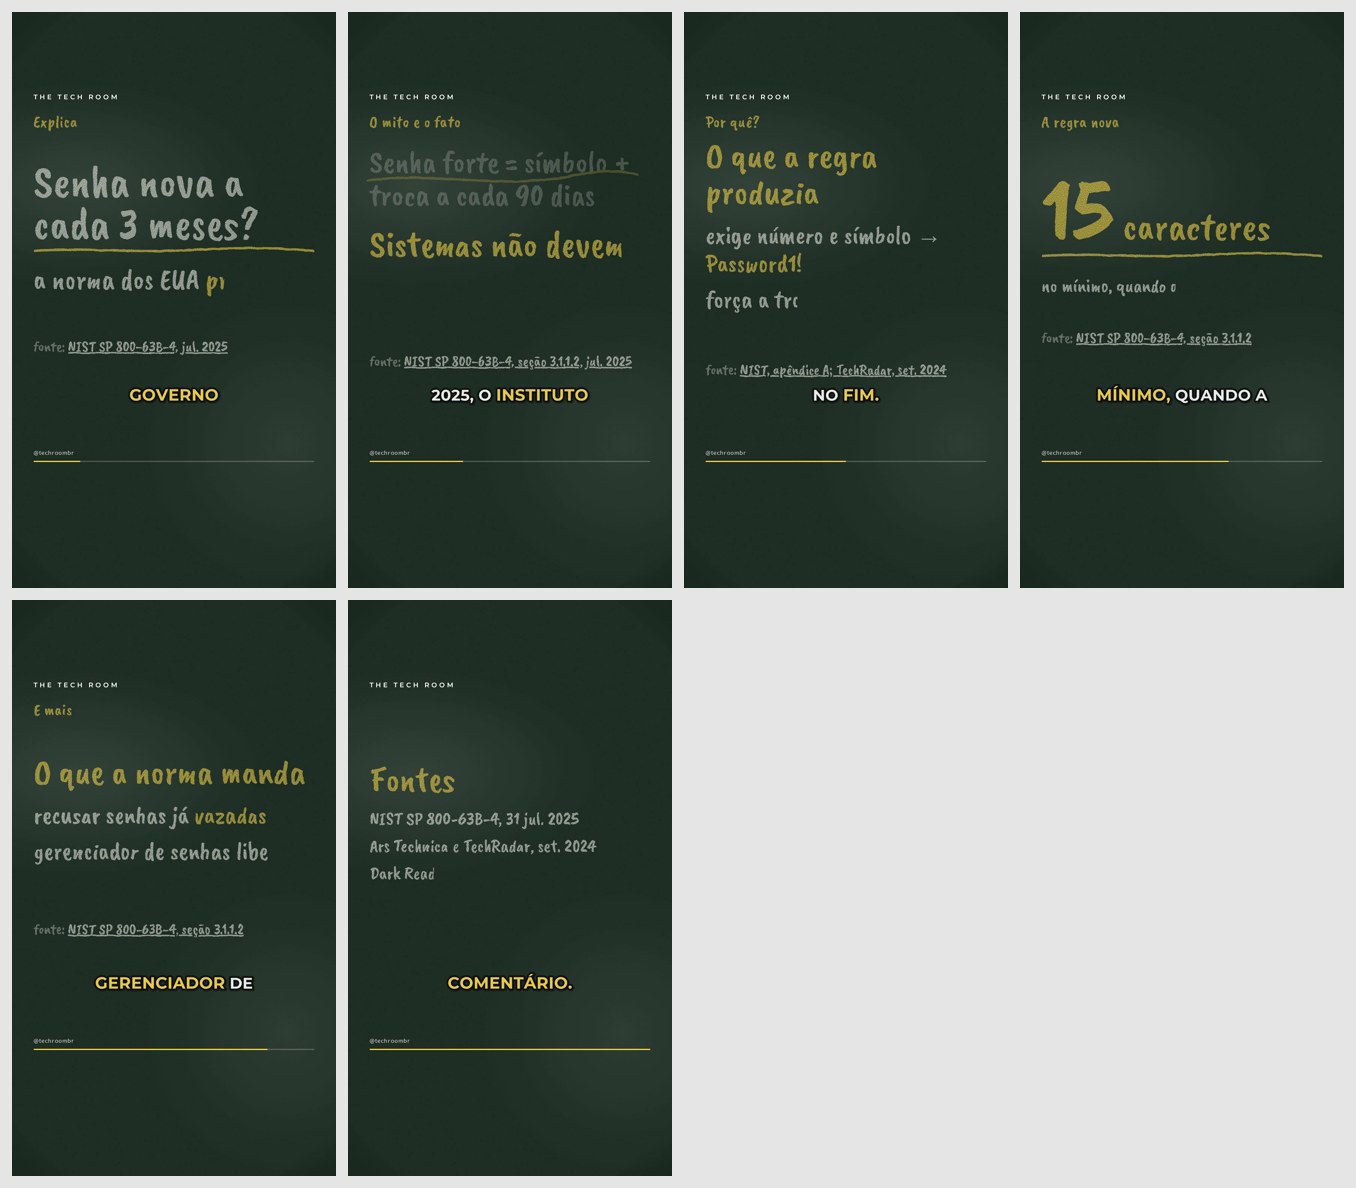 THE TECH ROOM
Explica
Senha nova a
cada 3 meses?
a norma dos EUA
fonte: NIST SP 800-63B-4, jul. 2025
GOVERNO
@techroombr
THE TECH ROOM
O mito e o fato
Senha forte = símbolo +
troca a cada 90 dias
Sistemas não devem
fonte: NIST SP 800-63B-4, seção 3.1.1.2, jul. 2025
2025, O INSTITUTO
@techroombr
THE TECH ROOM
Por quê?
O que a regra
produzia
exige número e símbolo →
Password1!
força a
fonte: NIST, apêndice A; TechRadar, set. 2024
NO FIM.
@techroombr
THE TECH ROOM
A regra nova
15 caracteres
no mínimo, quando
fonte: NIST SP 800-63B-4, seção 3.1.1.2
MÍNIMO, QUANDO A
@techroombr
THE TECH ROOM
E mais
O que a norma manda
recusar senhas já vazadas
gerenciador de senhas libe
fonte: NIST SP 800-63B-4, seção 3.1.1.2
GERENCIADOR DE
@techroombr
THE TECH ROOM
Fontes
NIST SP 800-63B-4, 31 jul. 2025
Ars Technica e TechRadar, set. 2024
Dark Read
COMENTÁRIO.
@techroombr